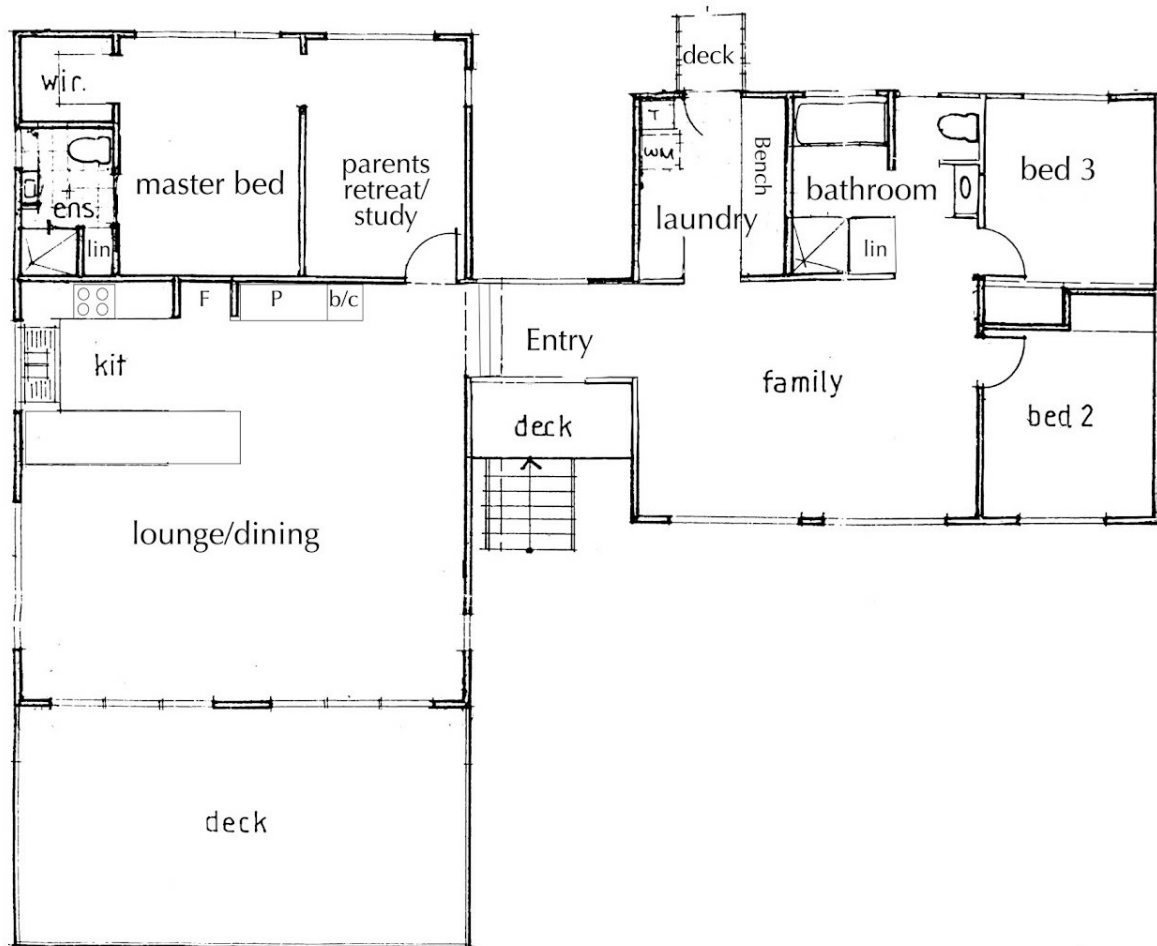 wir.
master bed
parents
retreat/
study
ens.
lin
deck
T
WM
Bench
laundry
bathroom
lin
bed 3
F
P
b/c
kit
Entry
family
deck
bed 2
lounge/dining
deck